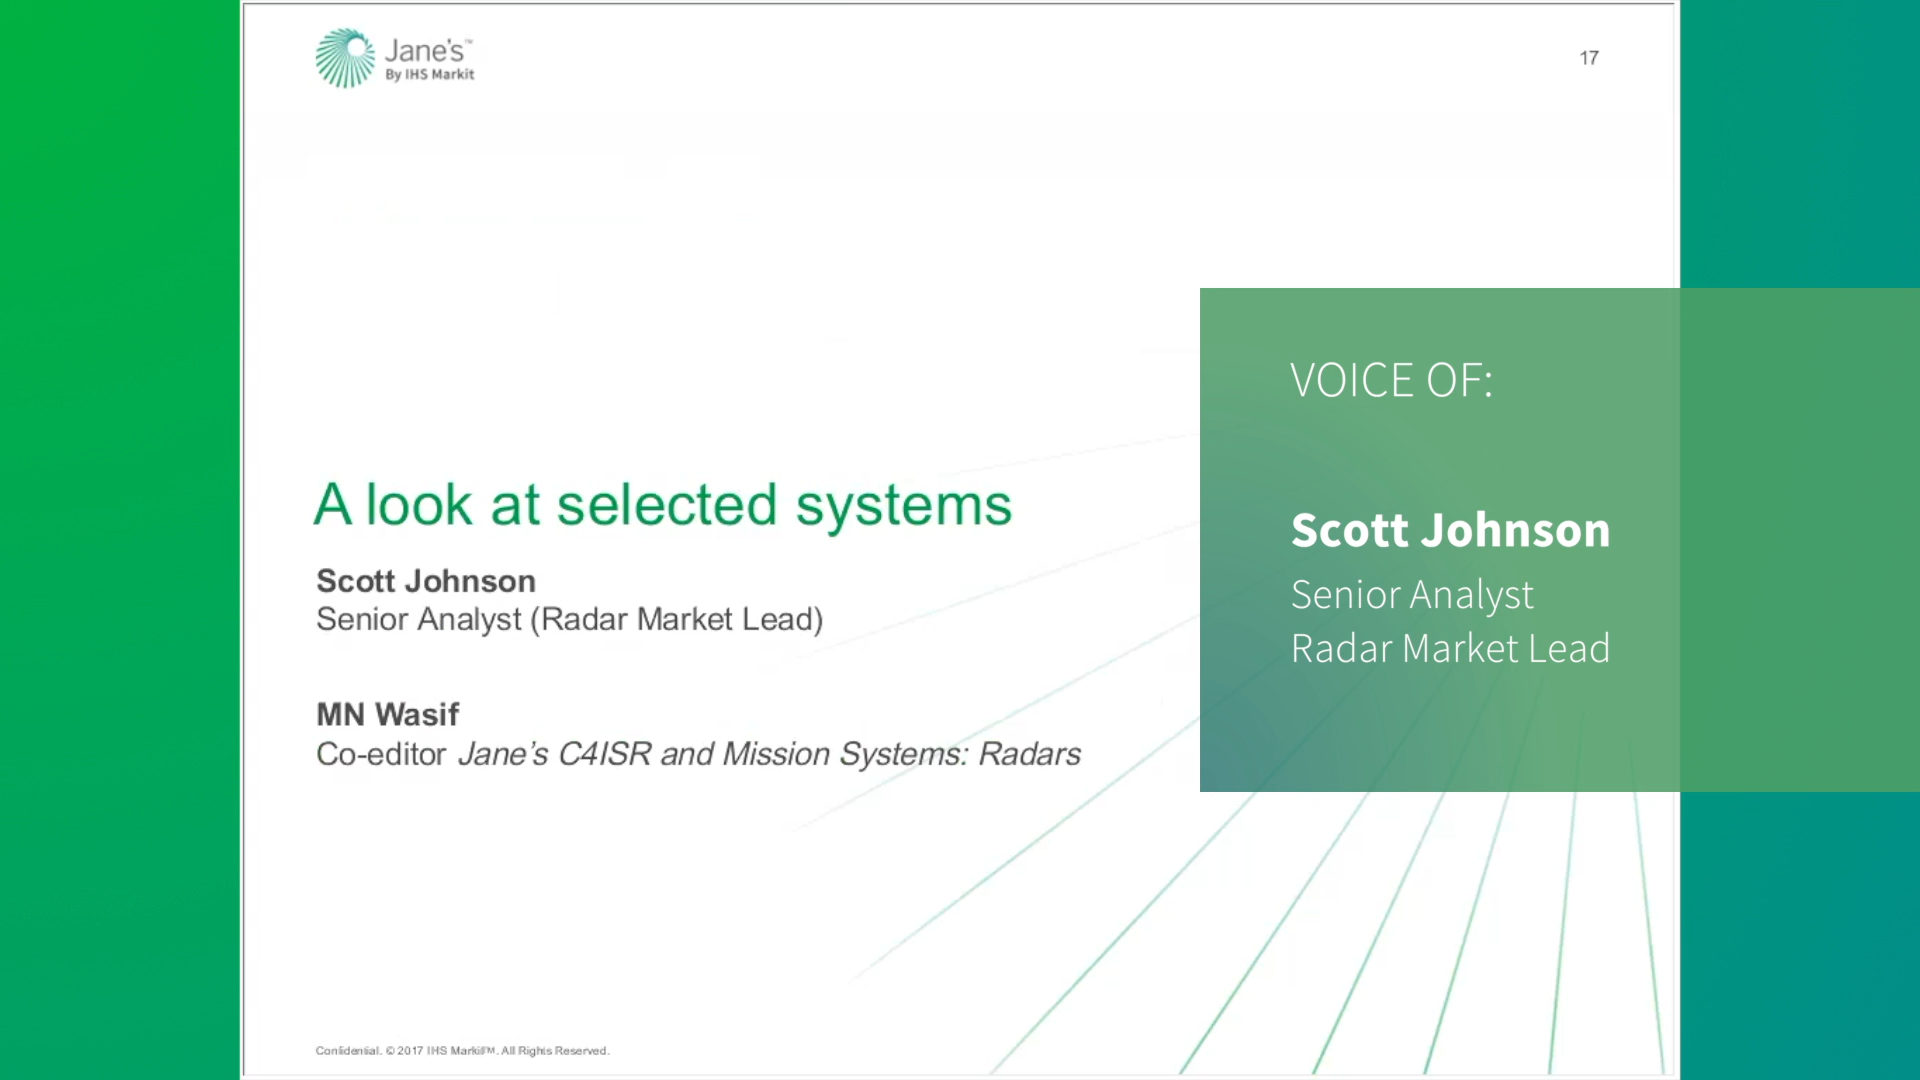 Jane's™
By IHS Markit
17
A look at selected systems
Scott Johnson
Senior Analyst (Radar Market Lead)
MN Wasif
Co-editor Jane's C4ISR and Mission Systems: Radars
VOICE OF:
Scott Johnson
Senior Analyst
Radar Market Lead
Confidential. © 2017 IHS Markit™. All Rights Reserved.